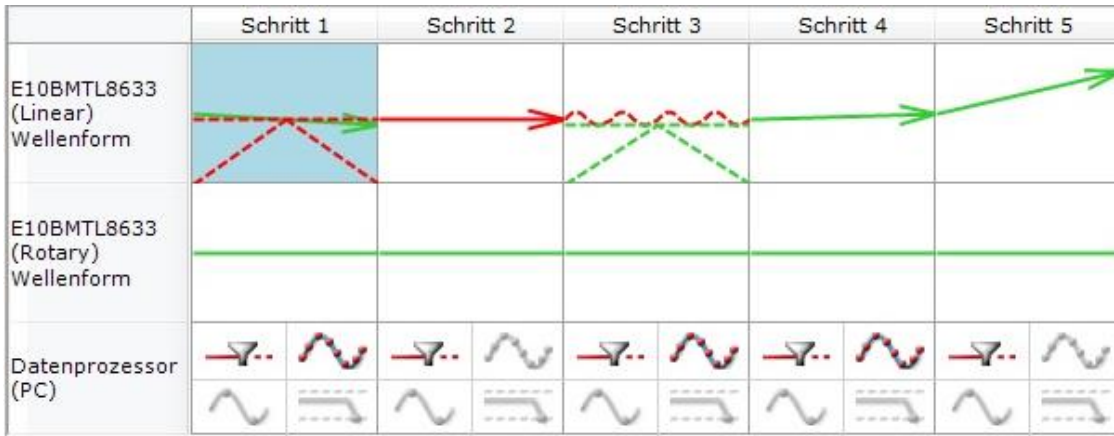 Schritt 1
Schritt 2
Schritt 3
Schritt 4
Schritt 5
E10BMTL8633
(Linear)
Wellenform
E10BMTL8633
(Rotary)
Wellenform
Datenprozessor
(PC)